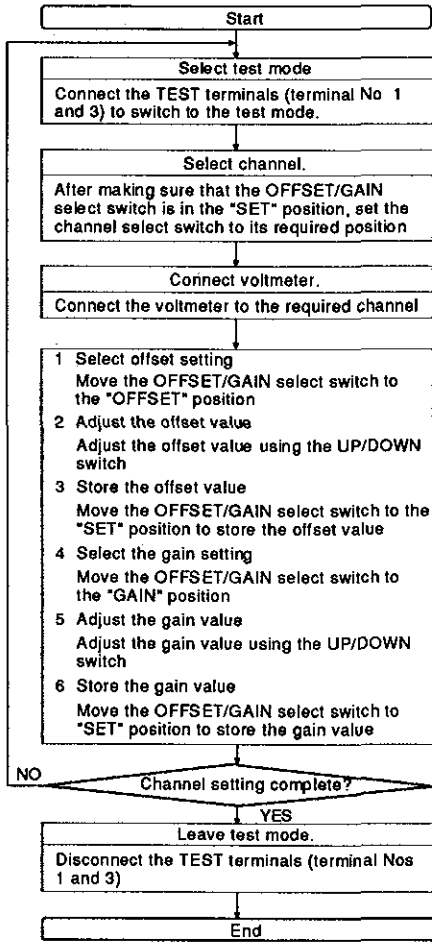 Start
Select test mode
Connect the TEST terminals (terminal No 1
and 3) to switch to the test mode.
Select channel.
After making sure that the OFFSET/GAIN
select switch is in the "SET" position, set the
channel select switch to its required position
Connect voltmeter.
Connect the voltmeter to the required channel
1 Select offset setting
Move the OFFSET/GAIN select switch to
the "OFFSET" position
2 Adjust the offset value
Adjust the offset value using the UP/DOWN
switch
3 Store the offset value
Move the OFFSET/GAIN select switch to the
"SET" position to store the offset value
4 Select the gain setting
Move the OFFSET/GAIN select switch to
the "GAIN" position
5 Adjust the gain value
Adjust the gain value using the UP/DOWN
switch
6 Store the gain value
Move the OFFSET/GAIN select switch to
"SET" position to store the gain value
NO
Channel setting complete?
YES
Leave test mode.
Disconnect the TEST terminals (terminal Nos
1 and 3)
End